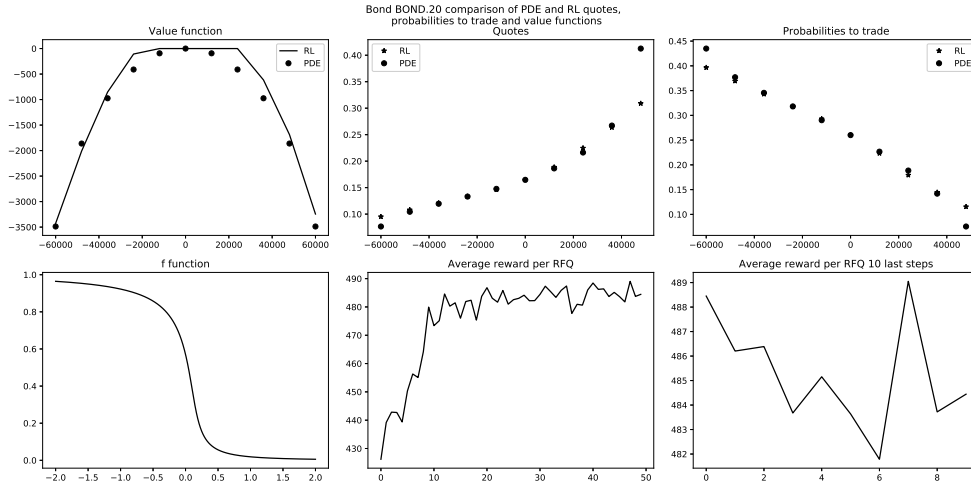 Bond BOND.20 comparison of PDE and RL quotes,
probabilities to trade and value functions
Value function
0
−500
−1000
−1500
−2000
−2500
−3000
−3500
RL
PDE
−60000 −40000 −20000 0 20000 40000 60000
Quotes
0.40
0.35
0.30
0.25
0.20
0.15
0.10
RL
PDE
−60000 −40000 −20000 0 20000 40000
Probabilities to trade
0.45
0.40
0.35
0.30
0.25
0.20
0.15
0.10
RL
PDE
−60000 −40000 −20000 0 20000 40000
f function
1.0
0.8
0.6
0.4
0.2
0.0
−2.0 −1.5 −1.0 −0.5 0.0 0.5 1.0 1.5 2.0
Average reward per RFQ
490
480
470
460
450
440
430
0 10 20 30 40 50
Average reward per RFQ 10 last steps
489
488
487
486
485
484
483
482
0 2 4 6 8